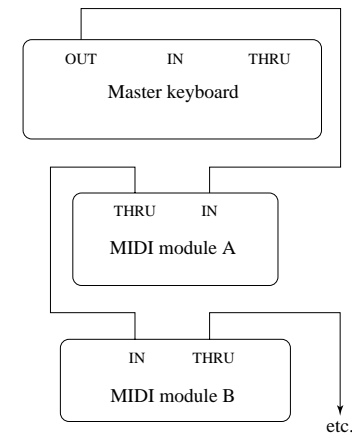 OUT IN THRU
Master keyboard
THRU IN
MIDI module A
IN THRU
MIDI module B
etc.